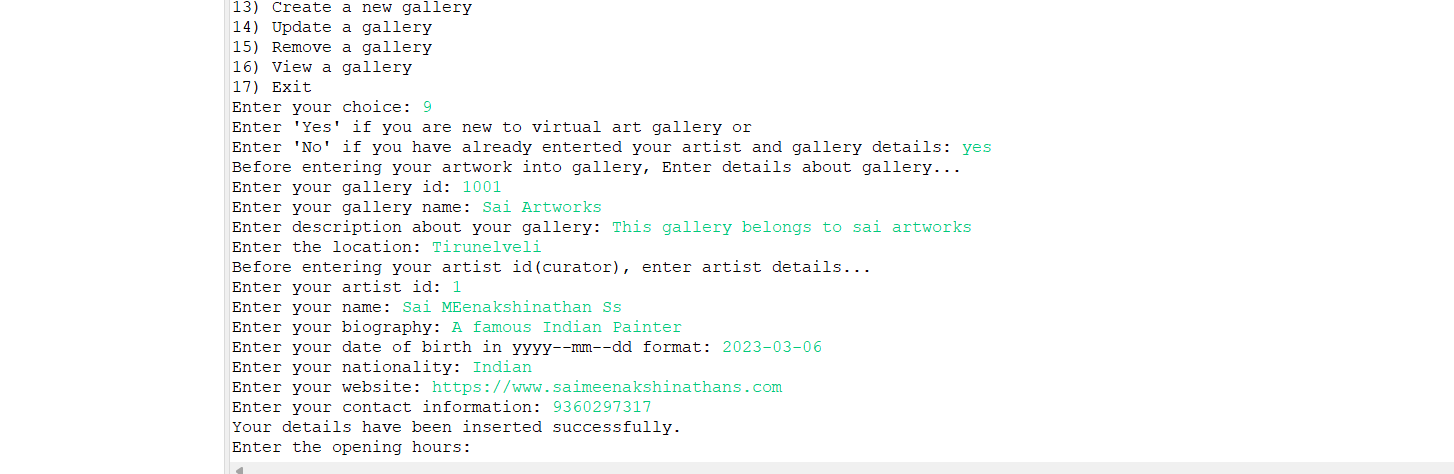 13) Create a new gallery
14) Update a gallery
15) Remove a gallery
16) View a gallery
17) Exit
Enter your choice: 9
Enter 'Yes' if you are new to virtual art gallery or
Enter 'No' if you have already enterted your artist and gallery details: yes
Before entering your artwork into gallery, Enter details about gallery...
Enter your gallery id: 1001
Enter your gallery name: Sai Artworks
Enter description about your gallery: This gallery belongs to sai artworks
Enter the location: Tirunelveli
Before entering your artist id(curator), enter artist details...
Enter your artist id: 1
Enter your name: Sai MEenakshinathan Ss
Enter your biography: A famous Indian Painter
Enter your date of birth in yyyy--mm--dd format: 2023-03-06
Enter your nationality: Indian
Enter your website: https://www.saimeenakshinathans.com
Enter your contact information: 9360297317
Your details have been inserted successfully.
Enter the opening hours: